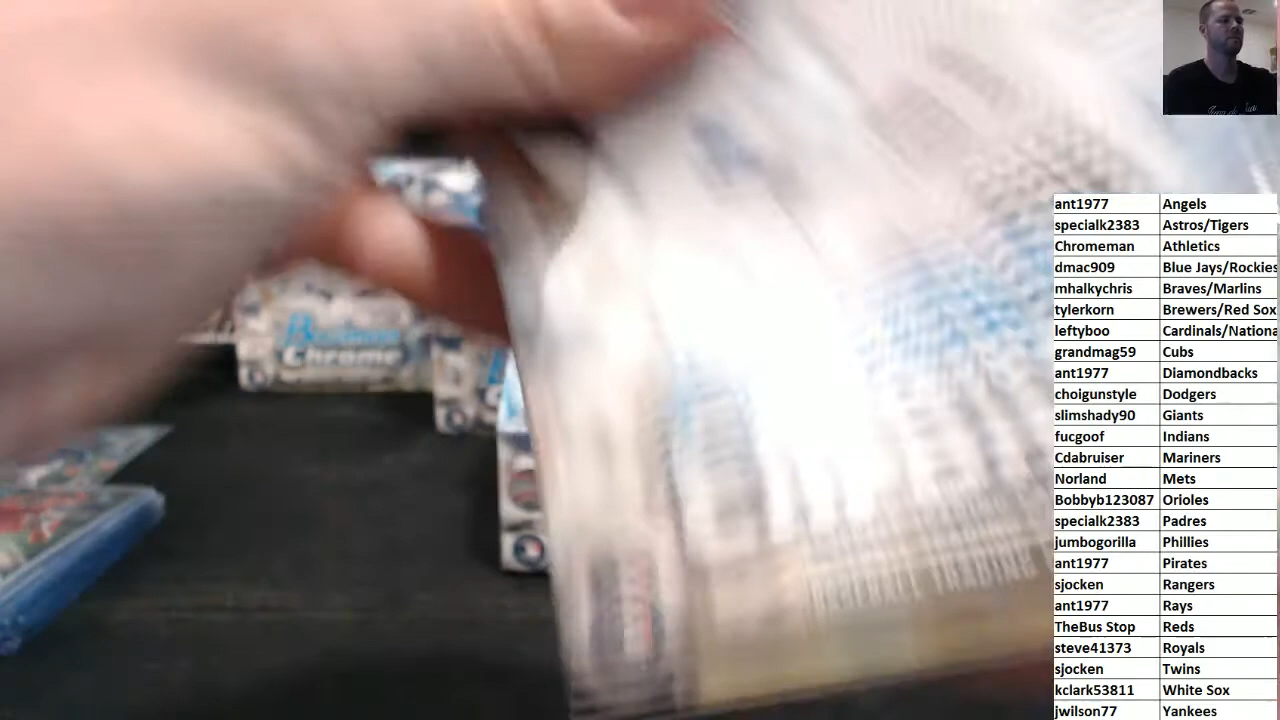 ant1977 Angels
specialk2383 Astros/Tigers
Chromeman Athletics
dmac909 Blue Jays/Rockies
mhalkychris Braves/Marlins
tylerkorn Brewers/Red Sox
leftyboo Cardinals/Nationa
grandmag59 Cubs
ant1977 Diamondbacks
choigunstyle Dodgers
slimshady90 Giants
fucgoof Indians
Cdabruiser Mariners
Norland Mets
Bobbyb123087 Orioles
specialk2383 Padres
jumbogorilla Phillies
ant1977 Pirates
sjocken Rangers
ant1977 Rays
TheBus Stop Reds
steve41373 Royals
sjocken Twins
kclark53811 White Sox
jwilson77 Yankees
Bowman
Chrome